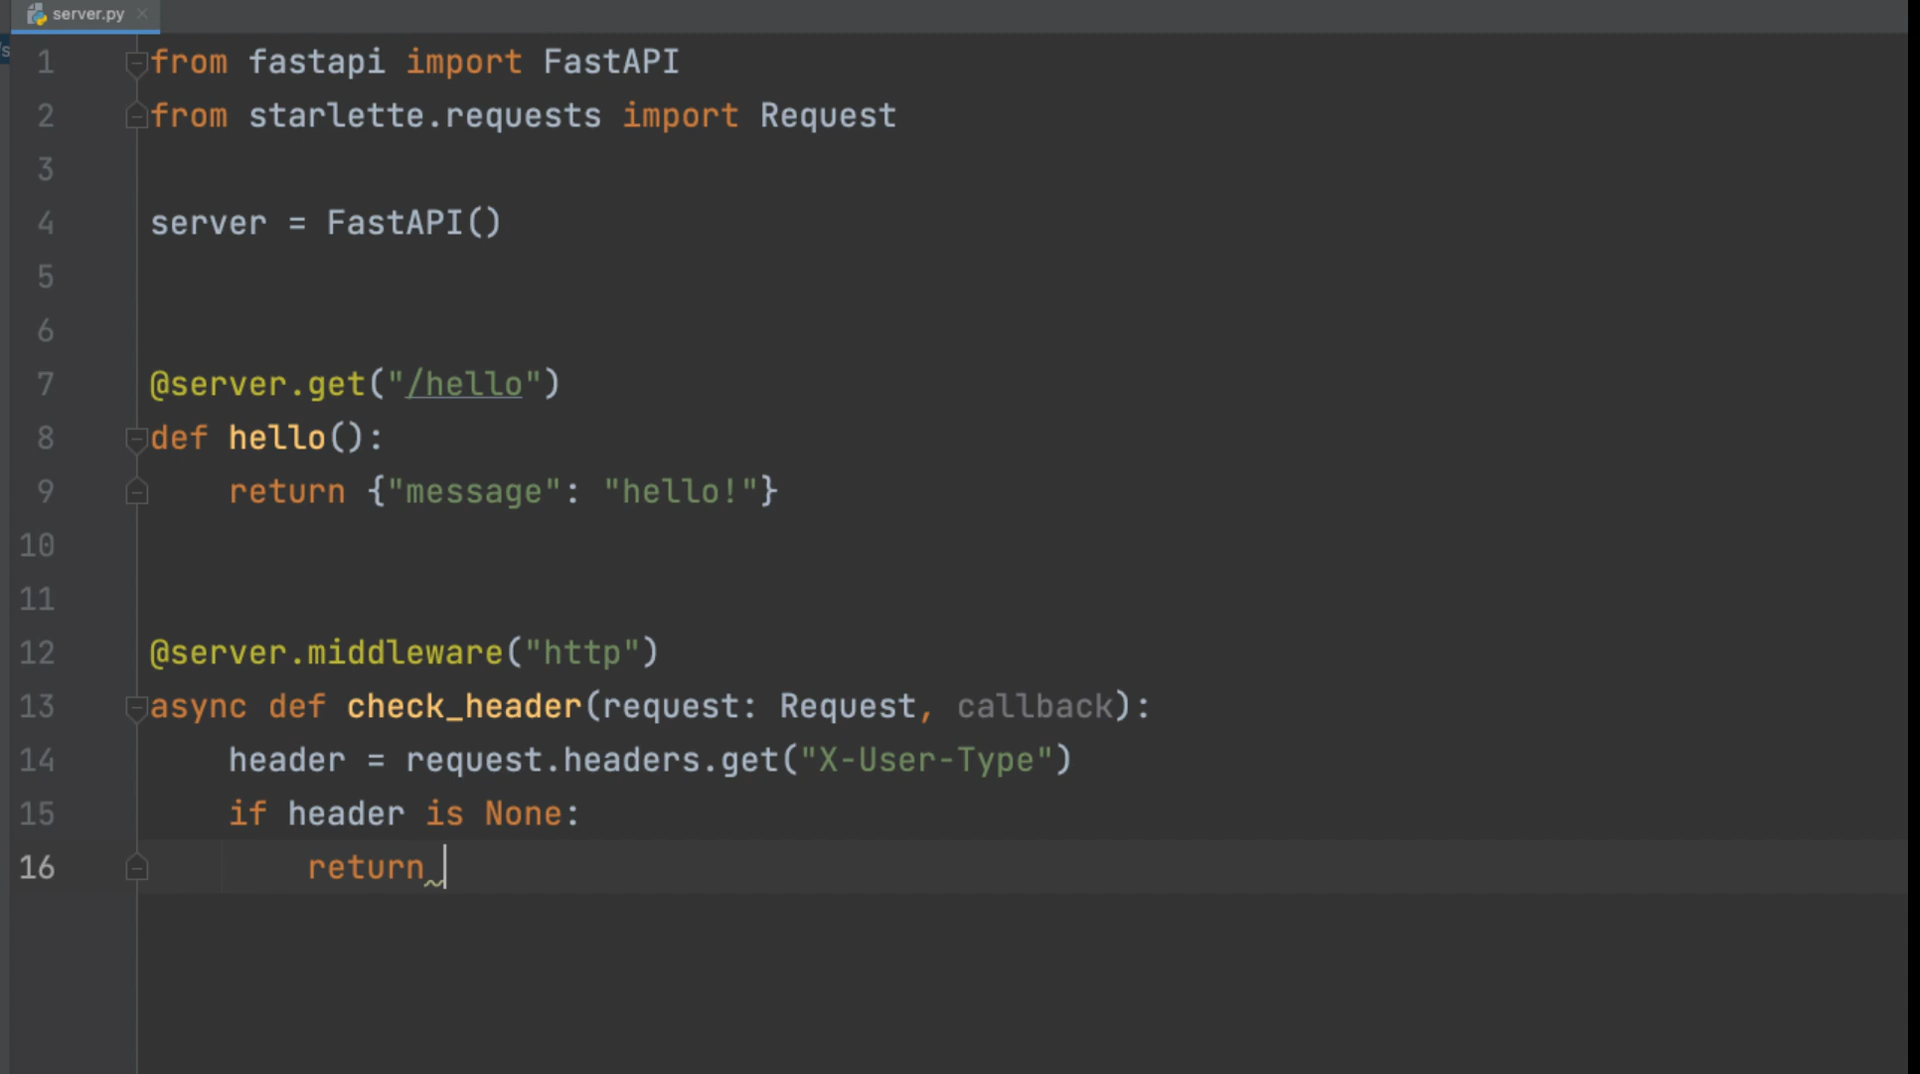 server.py
1 from fastapi import FastAPI
2 from starlette.requests import Request
3
4 server = FastAPI()
5
6
7 @server.get("/hello")
8 def hello():
9     return {"message": "hello!"}
10
11
12 @server.middleware("http")
13 async def check_header(request: Request, callback):
14     header = request.headers.get("X-User-Type")
15     if header is None:
16         return